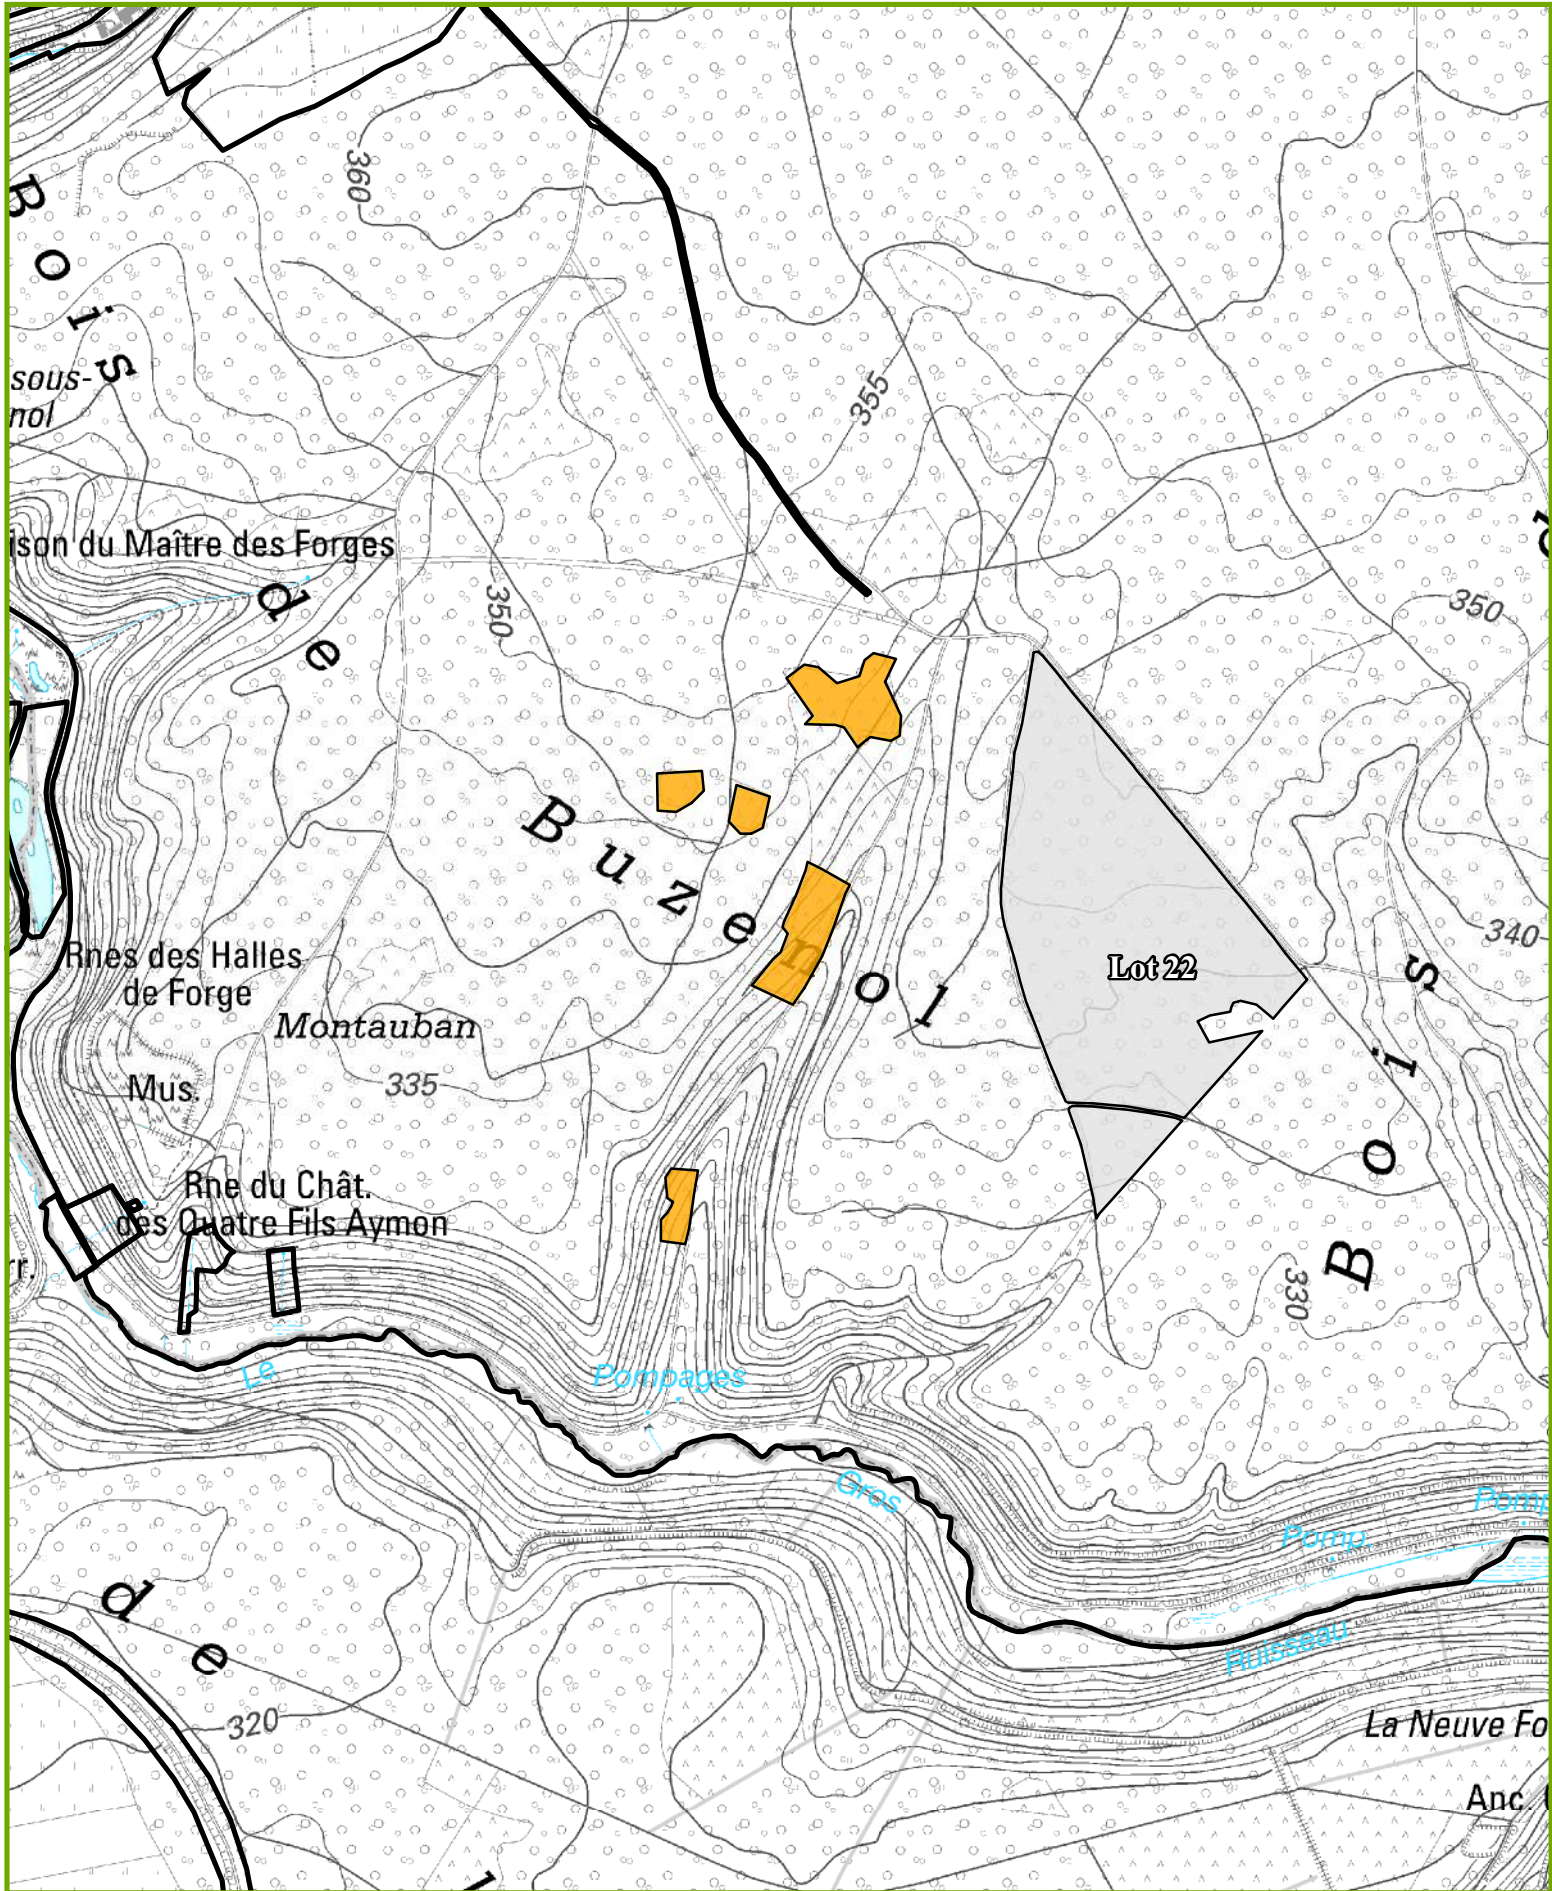 Bois
360
sous-
nol
355
ison du Maître des Forges
de
350
350
Buzenol
340
Rnes des Halles
de Forge
Lot 22
Montauban
335
Mus.
Bois
Rne du Chât.
des Quatre Fils Aymon
rr.
330
Le
Pompages
Gros
Pomp
Pomp.
de
Ruisseau
320
La Neuve Fo
Anc.